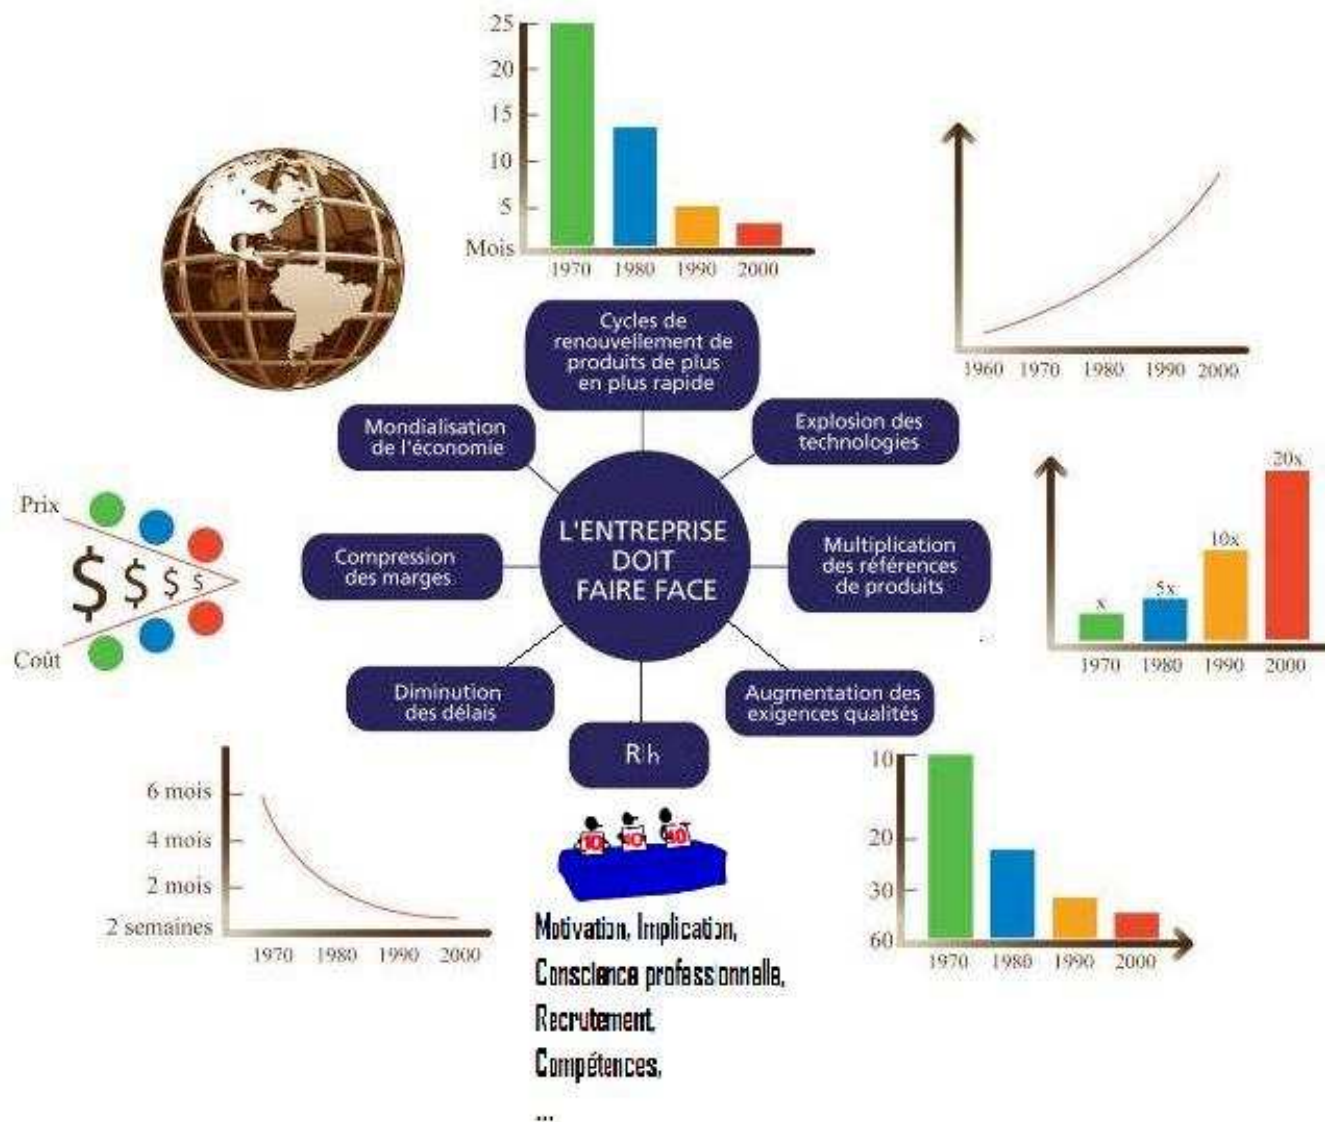 25
20
15
10
5
Mois
1970 1980 1990 2000
1960 1970 1980 1990 2000
Cycles de
renouvellement de
produits de plus
en plus rapide
Mondialisation
de l'économie
Explosion des
technologies
Prix
$ $ $ $
Coût
Compression
des marges
L'ENTREPRISE
DOIT
FAIRE FACE
Multiplication
des références
de produits
x 5x 10x 20x
1970 1980 1990 2000
Diminution
des délais
Rh
Augmentation des
exigences qualités
6 mois
4 mois
2 mois
2 semaines
1970 1980 1990 2000
10 10 10
10
20
30
60
1970 1980 1990 2000
Motivation, Implication,
Conscience professionnelle,
Recrutement,
Compétences,
...